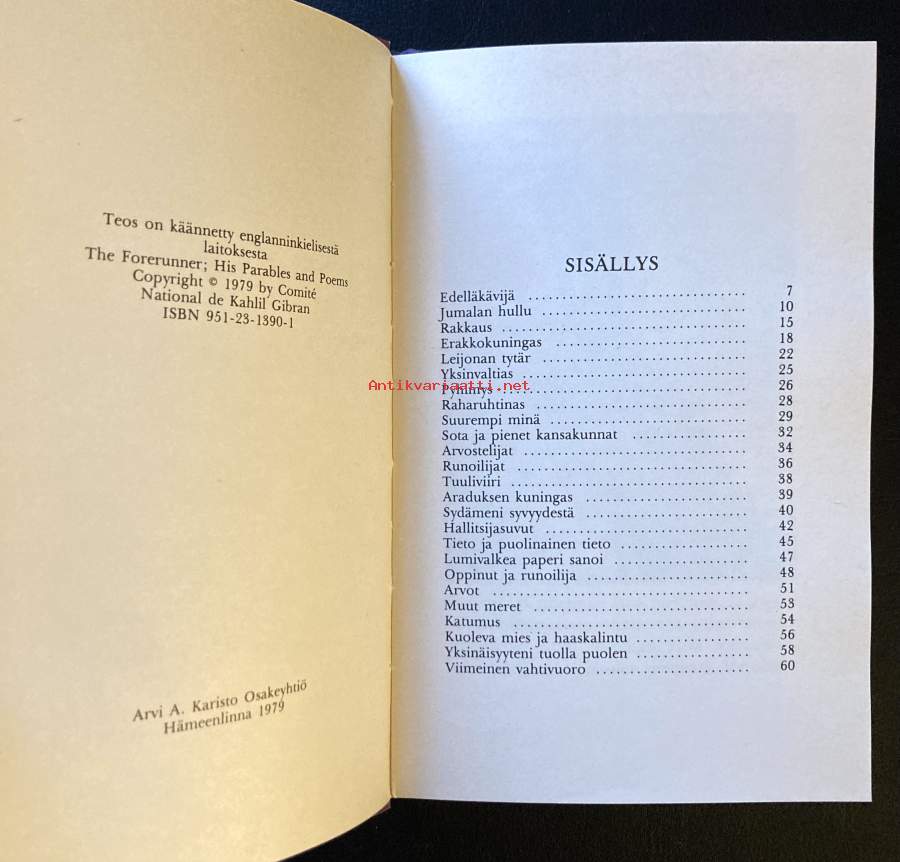 Teos on käännetty englanninkielisestä
laitoksesta
The Forerunner; His Parables and Poems
Copyright © 1979 by Comité
National de Kahlil Gibran
ISBN 951-23-1390-1
Arvi A. Karisto Osakeyhtiö
Hämeenlinna 1979
SISÄLLYS
Edelläkävijä ................................ 7
Jumalan hullu .............................. 10
Rakkaus .................................... 15
Erakkokuningas ............................ 18
Leijonan tytär .............................. 22
Yksinvaltias ................................ 25
Antikvariaatti.net
Pyhimys .................................... 26
Raharuhtinas ............................... 28
Suurempi minä ............................. 29
Sota ja pienet kansakunnat ................. 32
Arvostelijat ................................. 34
Runoilijat .................................. 36
Tuuliviiri ................................... 38
Araduksen kuningas ........................ 39
Sydämeni syvyydestä ........................ 40
Hallitsijasuvut .............................. 42
Tieto ja puolinainen tieto ................... 45
Lumivalkea paperi sanoi .................... 47
Oppinut ja runoilija ........................ 48
Arvot ...................................... 51
Muut meret ................................ 53
Katumus ................................... 54
Kuoleva mies ja haaskalintu ................. 56
Yksinäisyyteni tuolla puolen ................. 58
Viimeinen vahtivuoro ....................... 60